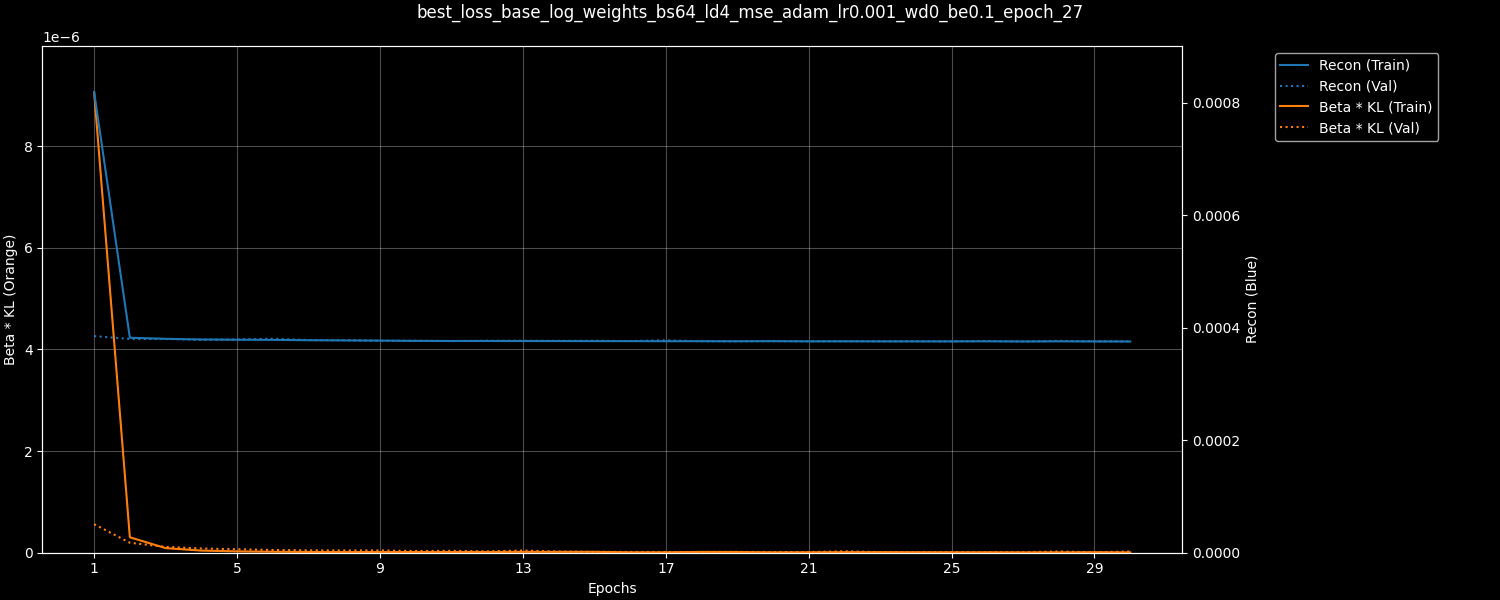 best_loss_base_log_weights_bs64_ld4_mse_adam_lr0.001_wd0_be0.1_epoch_27
1e−6
8
6
4
2
0
Beta * KL (Orange)
1
5
9
13
17
21
25
29
Epochs
0.0008
0.0006
0.0004
0.0002
0.0000
Recon (Blue)
Recon (Train)
Recon (Val)
Beta * KL (Train)
Beta * KL (Val)